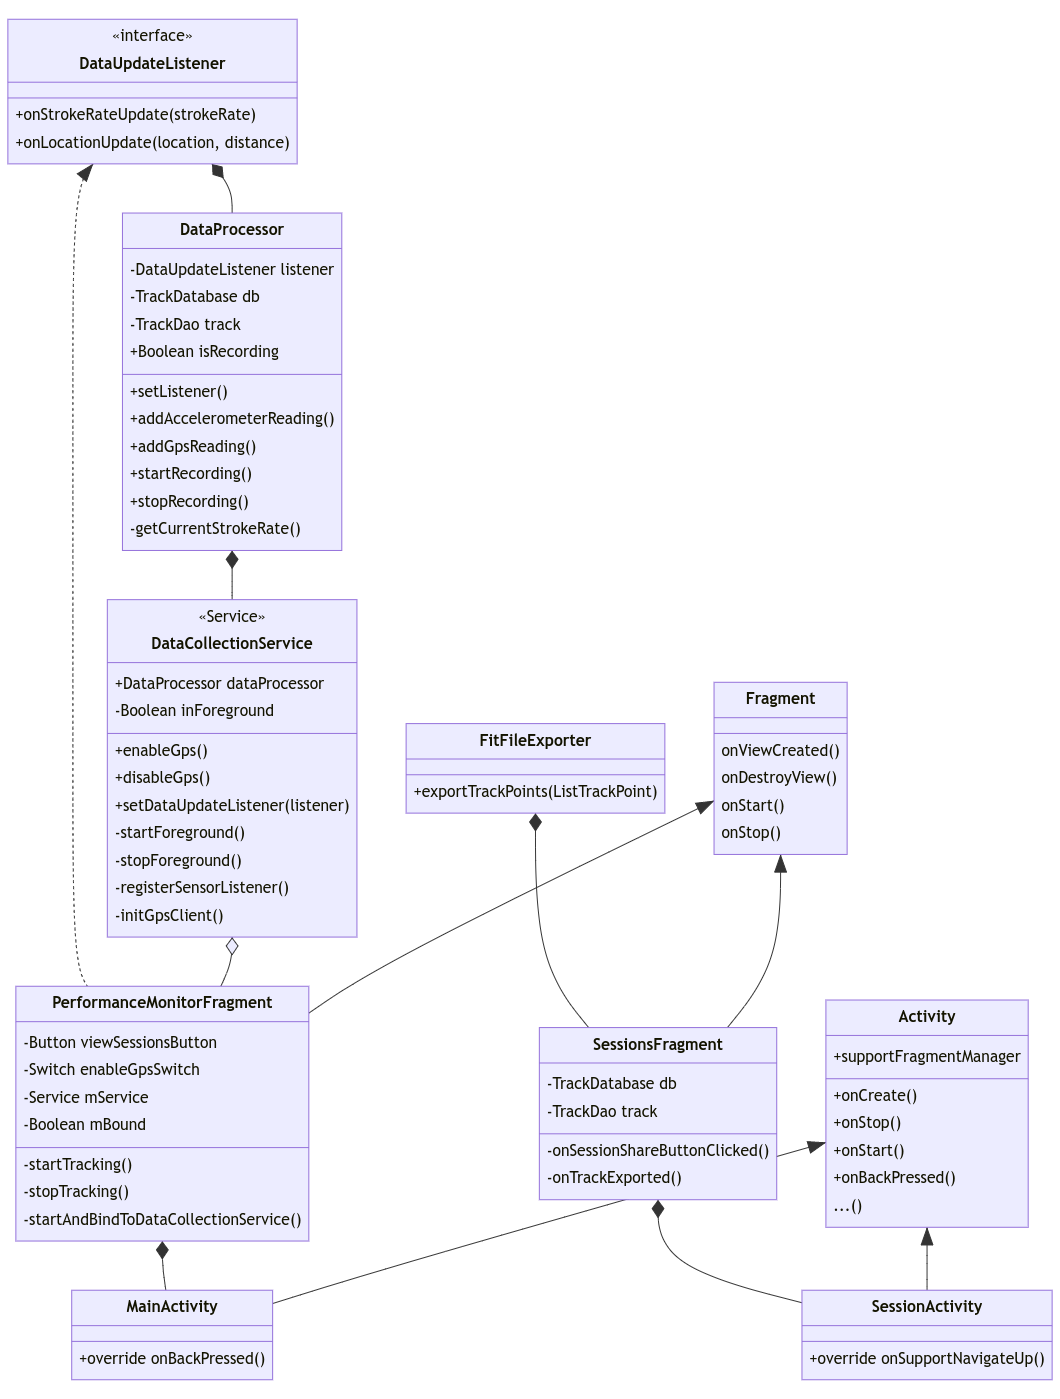 «interface»
DataUpdateListener
+onStrokeRateUpdate(strokeRate)
+onLocationUpdate(location, distance)
DataProcessor
-DataUpdateListener listener
-TrackDatabase db
-TrackDao track
+Boolean isRecording
+setListener()
+addAccelerometerReading()
+addGpsReading()
+startRecording()
+stopRecording()
-getCurrentStrokeRate()
«Service»
DataCollectionService
+DataProcessor dataProcessor
-Boolean inForeground
+enableGps()
+disableGps()
+setDataUpdateListener(listener)
-startForeground()
-stopForeground()
-registerSensorListener()
-initGpsClient()
FitFileExporter
+exportTrackPoints(ListTrackPoint)
Fragment
onViewCreated()
onDestroyView()
onStart()
onStop()
PerformanceMonitorFragment
-Button viewSessionsButton
-Switch enableGpsSwitch
-Service mService
-Boolean mBound
-startTracking()
-stopTracking()
-startAndBindToDataCollectionService()
SessionsFragment
-TrackDatabase db
-TrackDao track
-onSessionShareButtonClicked()
-onTrackExported()
Activity
+supportFragmentManager
+onCreate()
+onStop()
+onStart()
+onBackPressed()
...()
MainActivity
+override onBackPressed()
SessionActivity
+override onSupportNavigateUp()